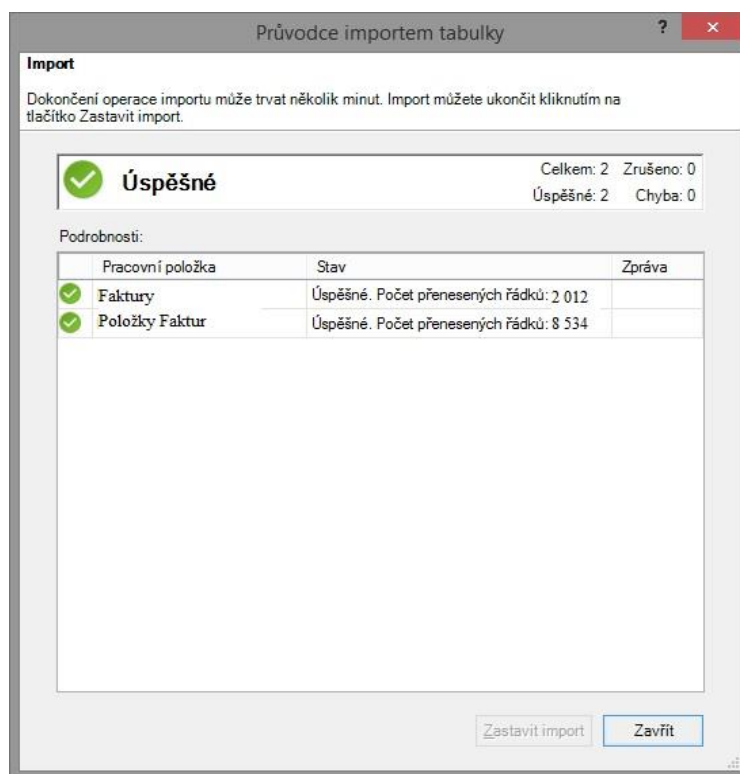 Průvodce importem tabulky ?
Import
Dokončení operace importu může trvat několik minut. Import můžete ukončit kliknutím na
tlačítko Zastavit import.
Úspěšné
Celkem: 2 Zrušeno: 0
Úspěšné: 2 Chyba: 0
Podrobnosti:
Pracovní položka Stav Zpráva
Faktury Úspěšné. Počet přenesených řádků: 2 012
Položky Faktur Úspěšné. Počet přenesených řádků: 8 534
Zastavit import Zavřít